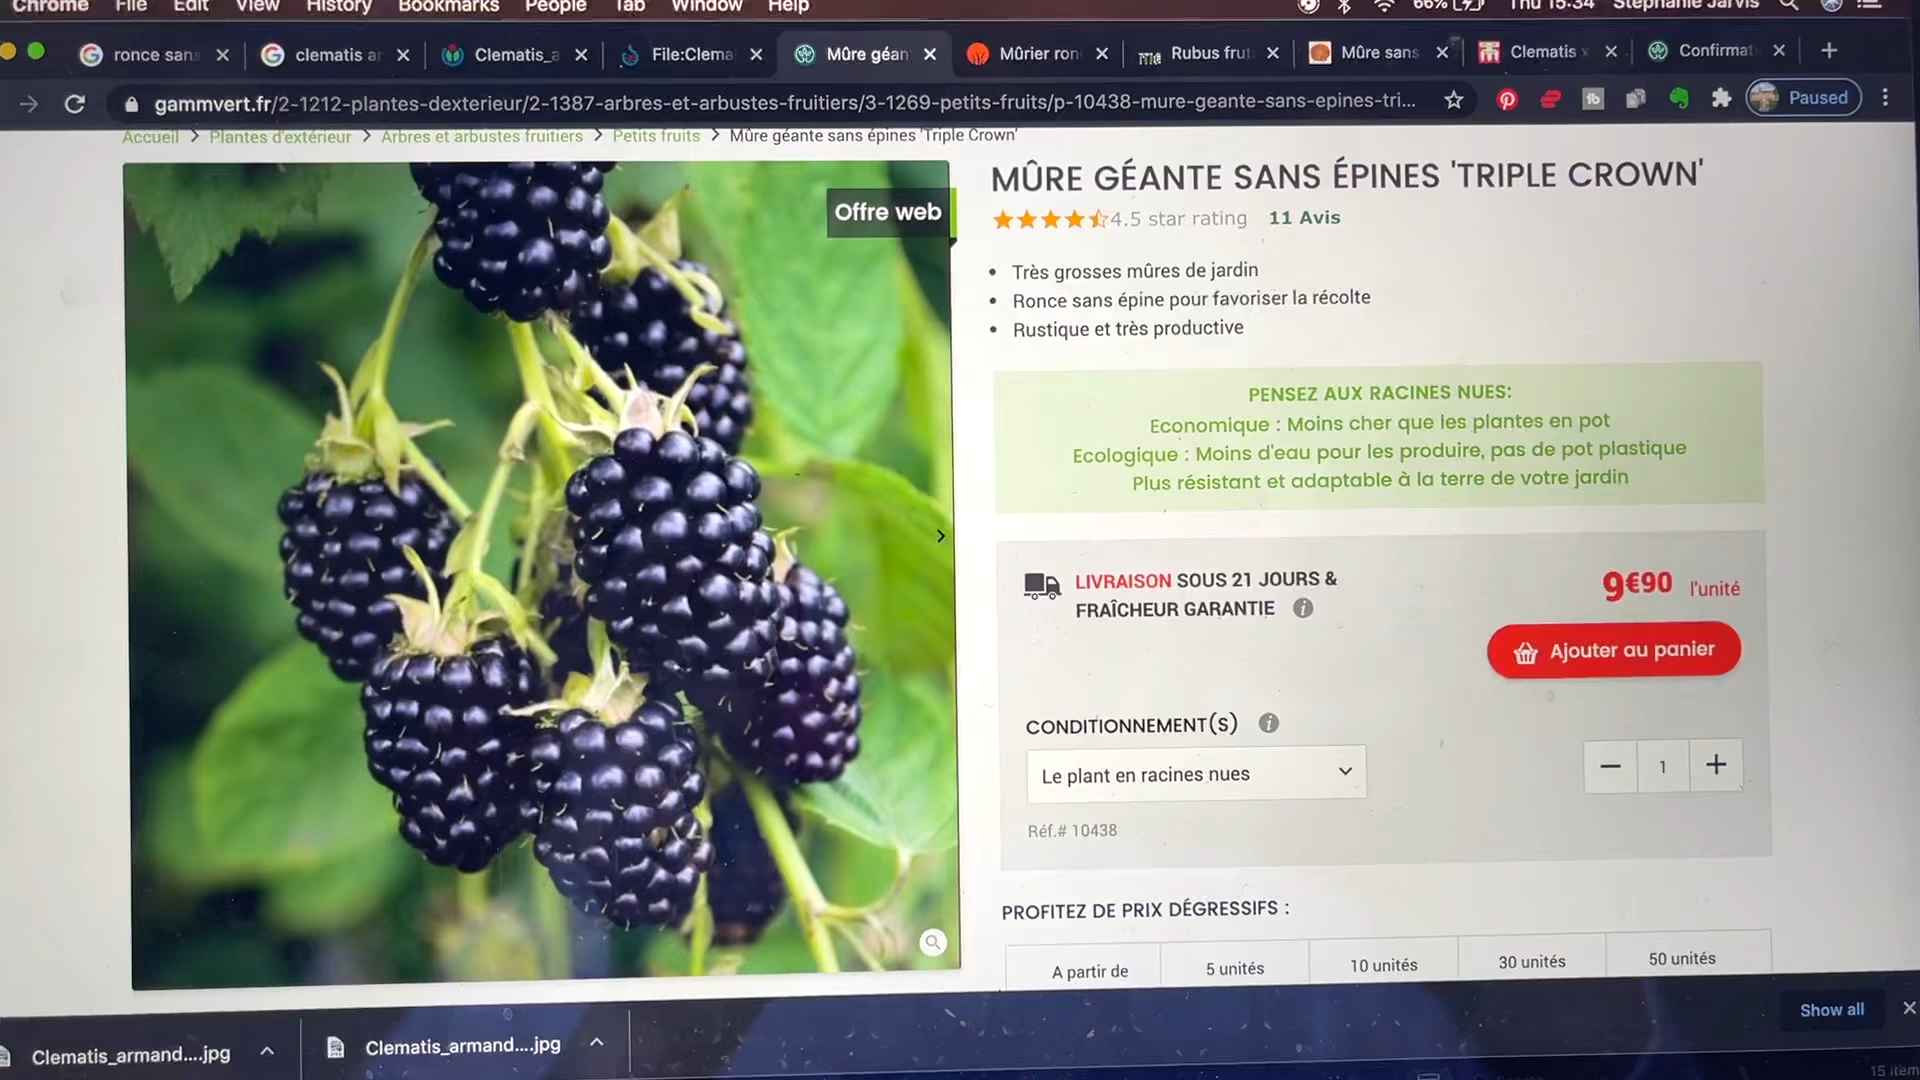 Chrome File Edit View History Bookmarks People Tab Window Help 66% Thu 15:34 Stephanie Jarvis
ronce sans clematis ar Clematis_a File:Clema Mûre géan Mûrier ron Rubus frut Mûre sans Clematis x Confirmat
gammvert.fr/2-1212-plantes-dexterieur/2-1387-arbres-et-arbustes-fruitiers/3-1269-petits-fruits/p-10438-mure-geante-sans-epines-tri... Paused
Accueil > Plantes d'extérieur > Arbres et arbustes fruitiers > Petits fruits > Mûre géante sans épines 'Triple Crown'
Offre web
MÛRE GÉANTE SANS ÉPINES 'TRIPLE CROWN'
4.5 star rating 11 Avis
• Très grosses mûres de jardin
• Ronce sans épine pour favoriser la récolte
• Rustique et très productive
PENSEZ AUX RACINES NUES:
Economique : Moins cher que les plantes en pot
Ecologique : Moins d'eau pour les produire, pas de pot plastique
Plus résistant et adaptable à la terre de votre jardin
LIVRAISON SOUS 21 JOURS &
FRAÎCHEUR GARANTIE
9€90 l'unité
Ajouter au panier
CONDITIONNEMENT(S)
Le plant en racines nues
1
Réf.# 10438
PROFITEZ DE PRIX DÉGRESSIFS :
A partir de 5 unités 10 unités 30 unités 50 unités
Show all
Clematis_armand....jpg Clematis_armand....jpg
15 item